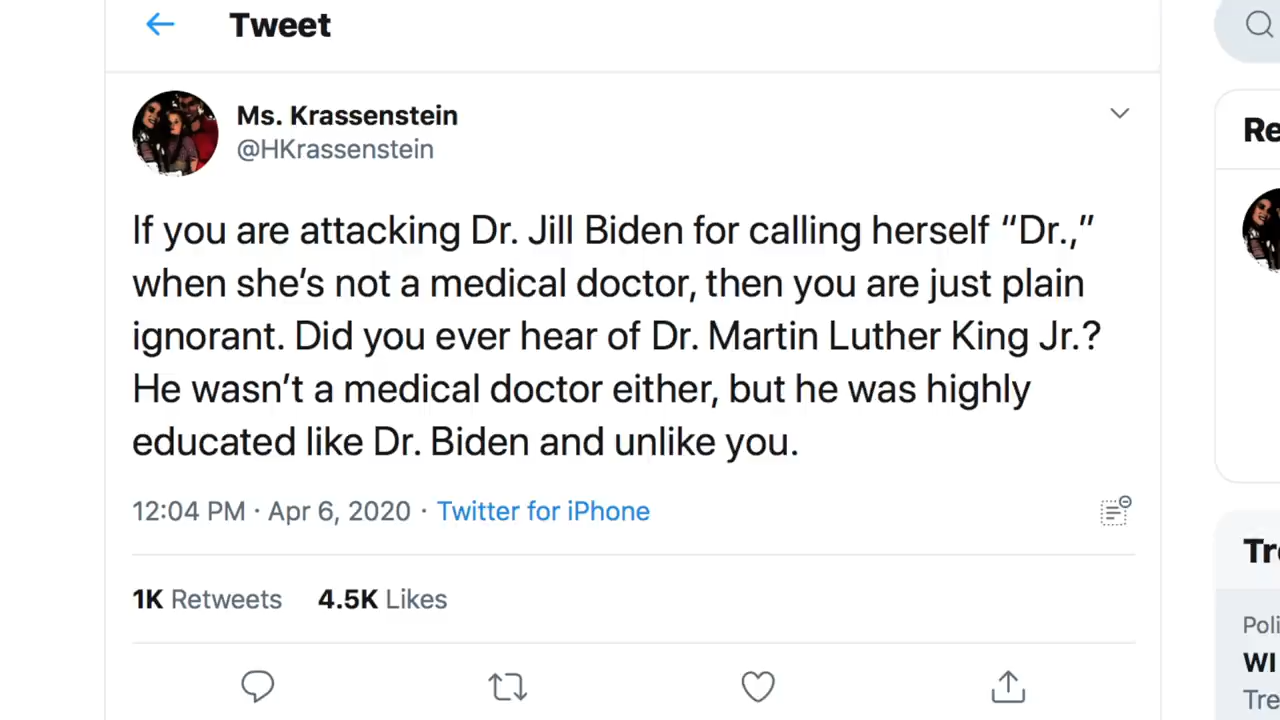 Tweet
Ms. Krassenstein
@HKrassenstein
If you are attacking Dr. Jill Biden for calling herself “Dr.,”
when she’s not a medical doctor, then you are just plain
ignorant. Did you ever hear of Dr. Martin Luther King Jr.?
He wasn’t a medical doctor either, but he was highly
educated like Dr. Biden and unlike you.
12:04 PM · Apr 6, 2020 · Twitter for iPhone
1K Retweets 4.5K Likes
Re
Tr
Poli
WI
Tre